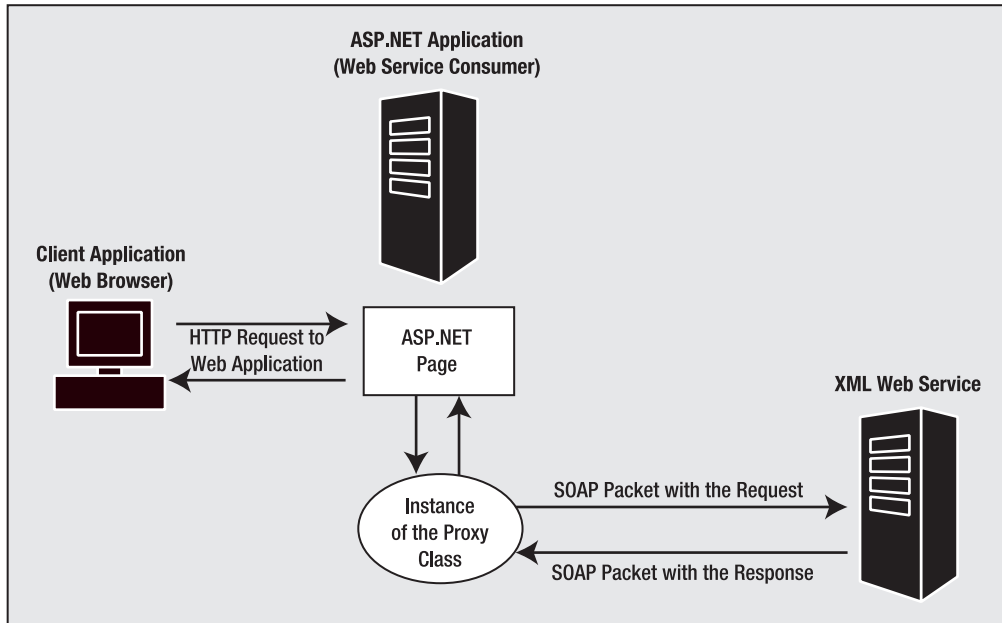 ASP.NET Application
(Web Service Consumer)
Client Application
(Web Browser)
HTTP Request to
Web Application
ASP.NET
Page
XML Web Service
Instance
of the Proxy
Class
SOAP Packet with the Request
SOAP Packet with the Response